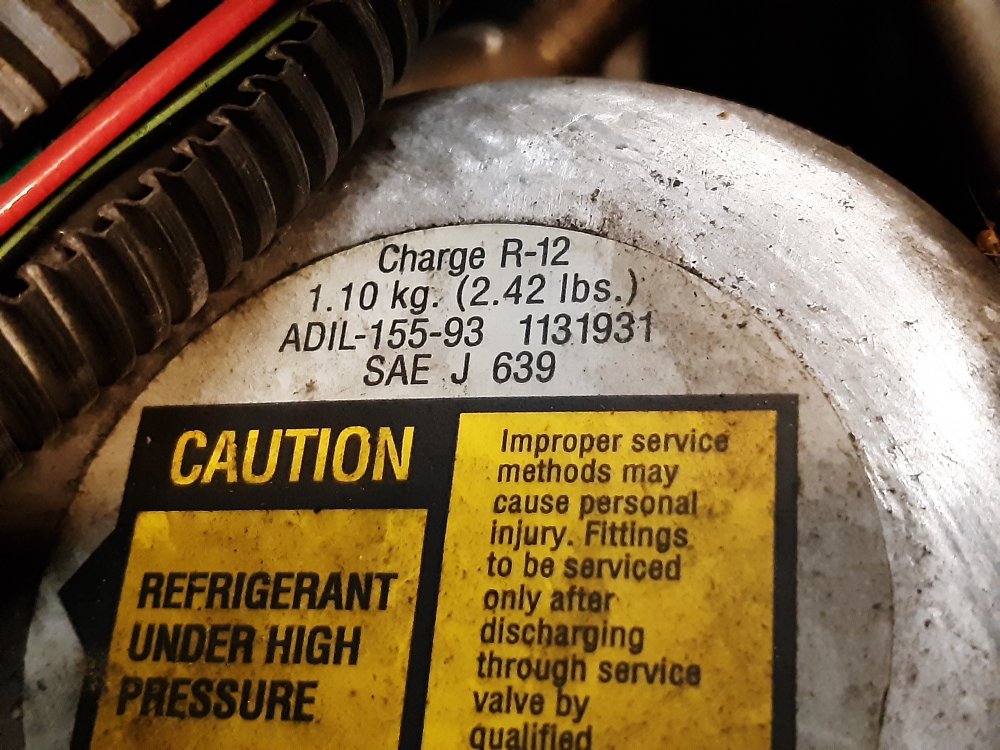 Charge R-12
1.10 kg. (2.42 lbs.)
ADIL-155-93 1131931
SAE J 639
CAUTION
REFRIGERANT
UNDER HIGH
PRESSURE
Improper service
methods may
cause personal
injury. Fittings
to be serviced
only after
discharging
through service
valve by
qualified